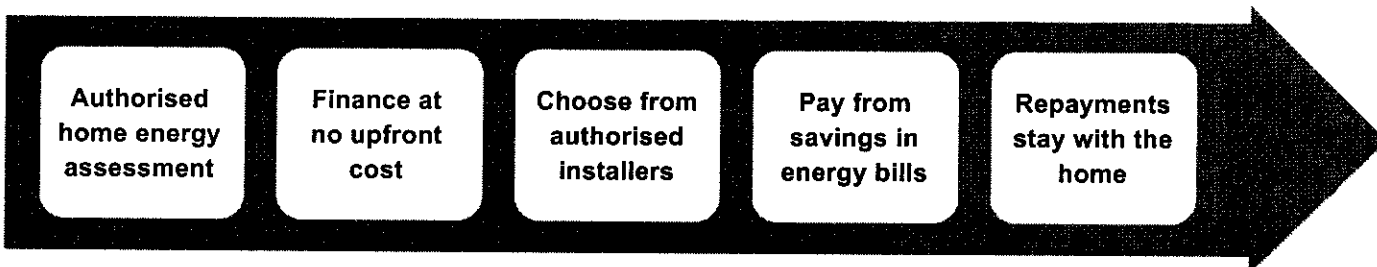 Authorised
home energy
assessment
Finance at
no upfront
cost
Choose from
authorised
installers
Pay from
savings in
energy bills
Repayments
stay with the
home